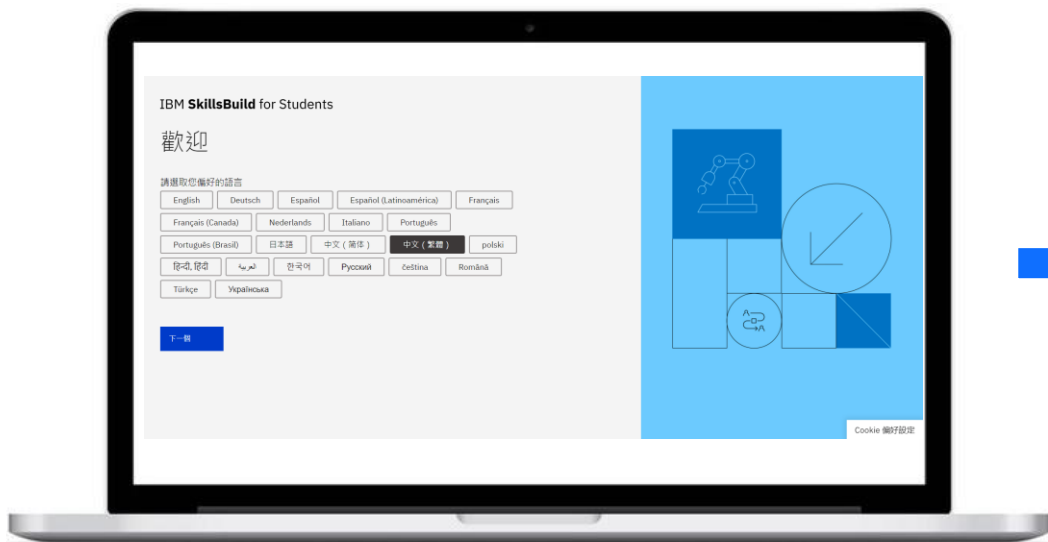 IBM SkillsBuild for Students
歡迎
請選取您偏好的語言
English Deutsch Español Español (Latinoamérica) Français
Français (Canada) Nederlands Italiano Português
Português (Brasil) 日本語 中文（简体） 中文（繁體） polski
हिन्दी, हिंदी العربية 한국어 Русский čeština Română
Türkçe Українська
下一個
A
A
Cookie 偏好設定